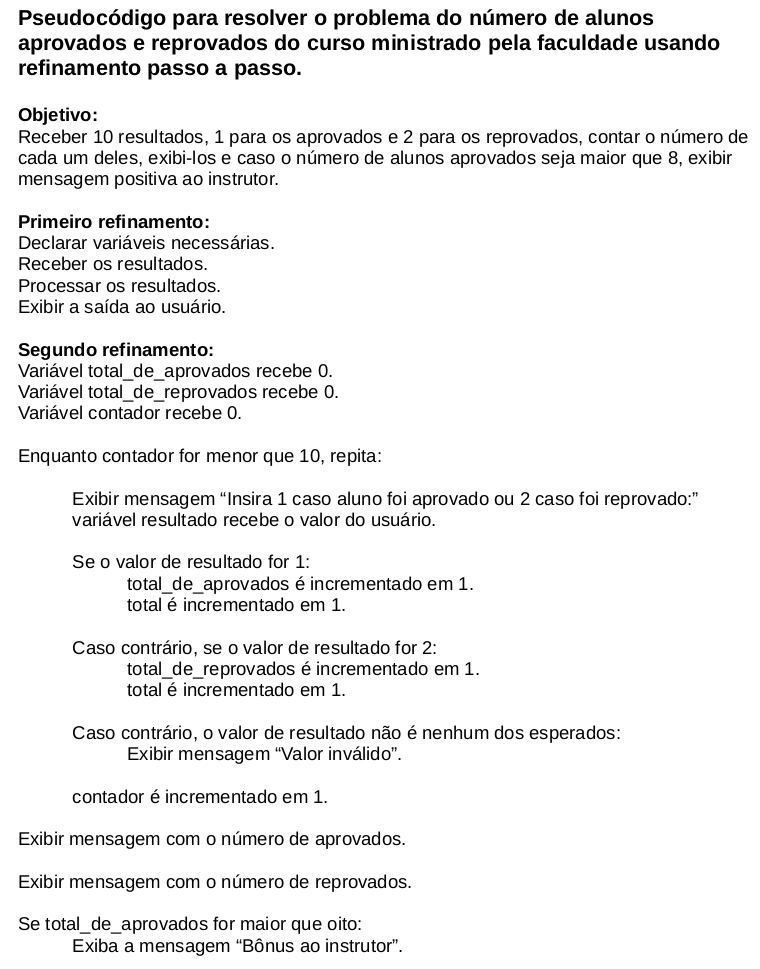 Pseudocódigo para resolver o problema do número de alunos
aprovados e reprovados do curso ministrado pela faculdade usando
refinamento passo a passo.
Objetivo:
Receber 10 resultados, 1 para os aprovados e 2 para os reprovados, contar o número de
cada um deles, exibi-los e caso o número de alunos aprovados seja maior que 8, exibir
mensagem positiva ao instrutor.
Primeiro refinamento:
Declarar variáveis necessárias.
Receber os resultados.
Processar os resultados.
Exibir a saída ao usuário.
Segundo refinamento:
Variável total_de_aprovados recebe 0.
Variável total_de_reprovados recebe 0.
Variável contador recebe 0.
Enquanto contador for menor que 10, repita:
Exibir mensagem “Insira 1 caso aluno foi aprovado ou 2 caso foi reprovado:”
variável resultado recebe o valor do usuário.
Se o valor de resultado for 1:
total_de_aprovados é incrementado em 1.
total é incrementado em 1.
Caso contrário, se o valor de resultado for 2:
total_de_reprovados é incrementado em 1.
total é incrementado em 1.
Caso contrário, o valor de resultado não é nenhum dos esperados:
Exibir mensagem “Valor inválido”.
contador é incrementado em 1.
Exibir mensagem com o número de aprovados.
Exibir mensagem com o número de reprovados.
Se total_de_aprovados for maior que oito:
Exiba a mensagem “Bônus ao instrutor”.